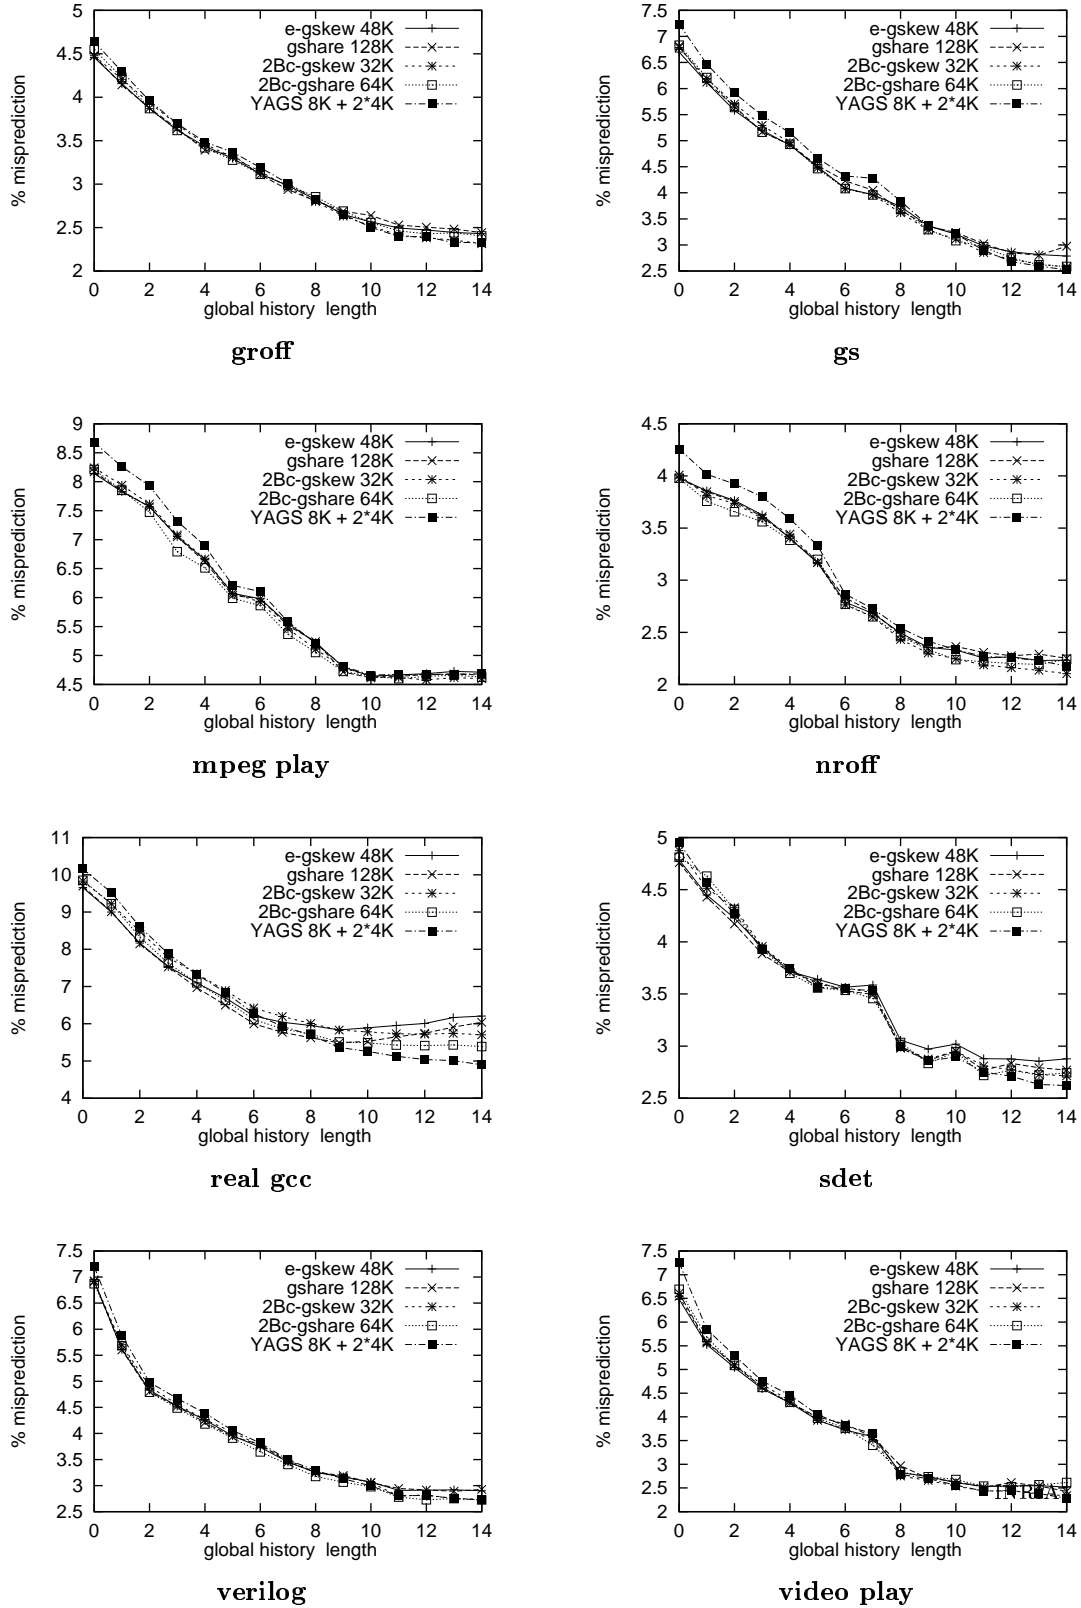 5
4.5
4
3.5
3
2.5
2
% misprediction
e-gskew 48K
gshare 128K
2Bc-gskew 32K
2Bc-gshare 64K
YAGS 8K + 2*4K
0 2 4 6 8 10 12 14
global history length
groff
7.5
7
6.5
6
5.5
5
4.5
4
3.5
3
2.5
% misprediction
e-gskew 48K
gshare 128K
2Bc-gskew 32K
2Bc-gshare 64K
YAGS 8K + 2*4K
0 2 4 6 8 10 12 14
global history length
gs
9
8.5
8
7.5
7
6.5
6
5.5
5
4.5
% misprediction
e-gskew 48K
gshare 128K
2Bc-gskew 32K
2Bc-gshare 64K
YAGS 8K + 2*4K
0 2 4 6 8 10 12 14
global history length
mpeg play
4.5
4
3.5
3
2.5
2
% misprediction
e-gskew 48K
gshare 128K
2Bc-gskew 32K
2Bc-gshare 64K
YAGS 8K + 2*4K
0 2 4 6 8 10 12 14
global history length
nroff
11
10
9
8
7
6
5
4
% misprediction
e-gskew 48K
gshare 128K
2Bc-gskew 32K
2Bc-gshare 64K
YAGS 8K + 2*4K
0 2 4 6 8 10 12 14
global history length
real gcc
5
4.5
4
3.5
3
2.5
% misprediction
e-gskew 48K
gshare 128K
2Bc-gskew 32K
2Bc-gshare 64K
YAGS 8K + 2*4K
0 2 4 6 8 10 12 14
global history length
sdet
7.5
7
6.5
6
5.5
5
4.5
4
3.5
3
2.5
% misprediction
e-gskew 48K
gshare 128K
2Bc-gskew 32K
2Bc-gshare 64K
YAGS 8K + 2*4K
0 2 4 6 8 10 12 14
global history length
verilog
7.5
7
6.5
6
5.5
5
4.5
4
3.5
3
2.5
2
% misprediction
e-gskew 48K
gshare 128K
2Bc-gskew 32K
2Bc-gshare 64K
YAGS 8K + 2*4K
INRIA
0 2 4 6 8 10 12 14
global history length
video play